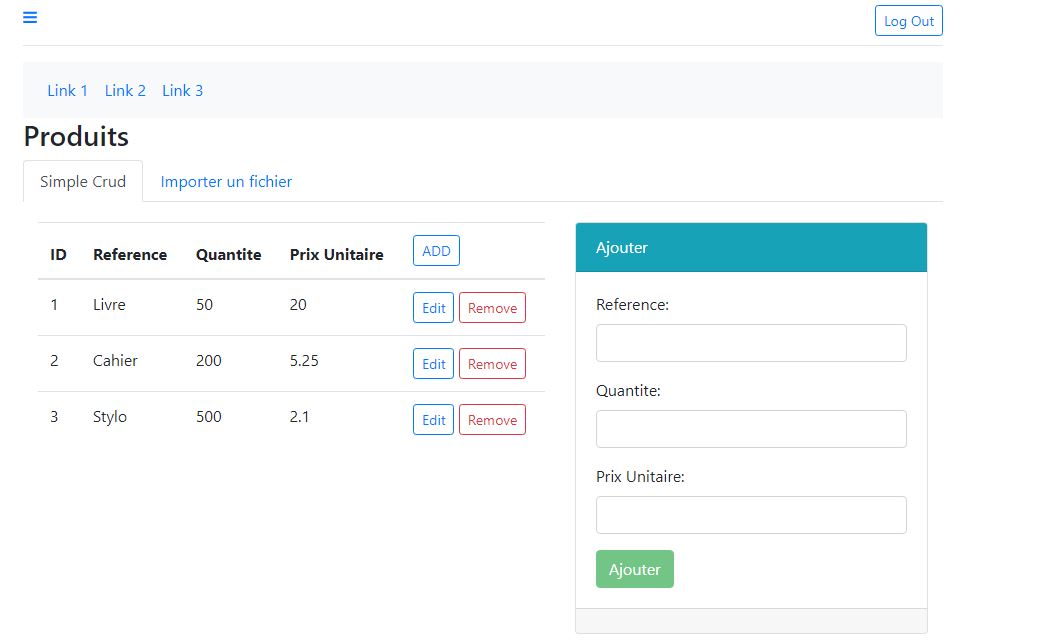 Log Out
Link 1 Link 2 Link 3
Produits
Simple Crud Importer un fichier
ID Reference Quantite Prix Unitaire ADD
1 Livre 50 20 Edit Remove
2 Cahier 200 5.25 Edit Remove
3 Stylo 500 2.1 Edit Remove
Ajouter
Reference:
Quantite:
Prix Unitaire:
Ajouter